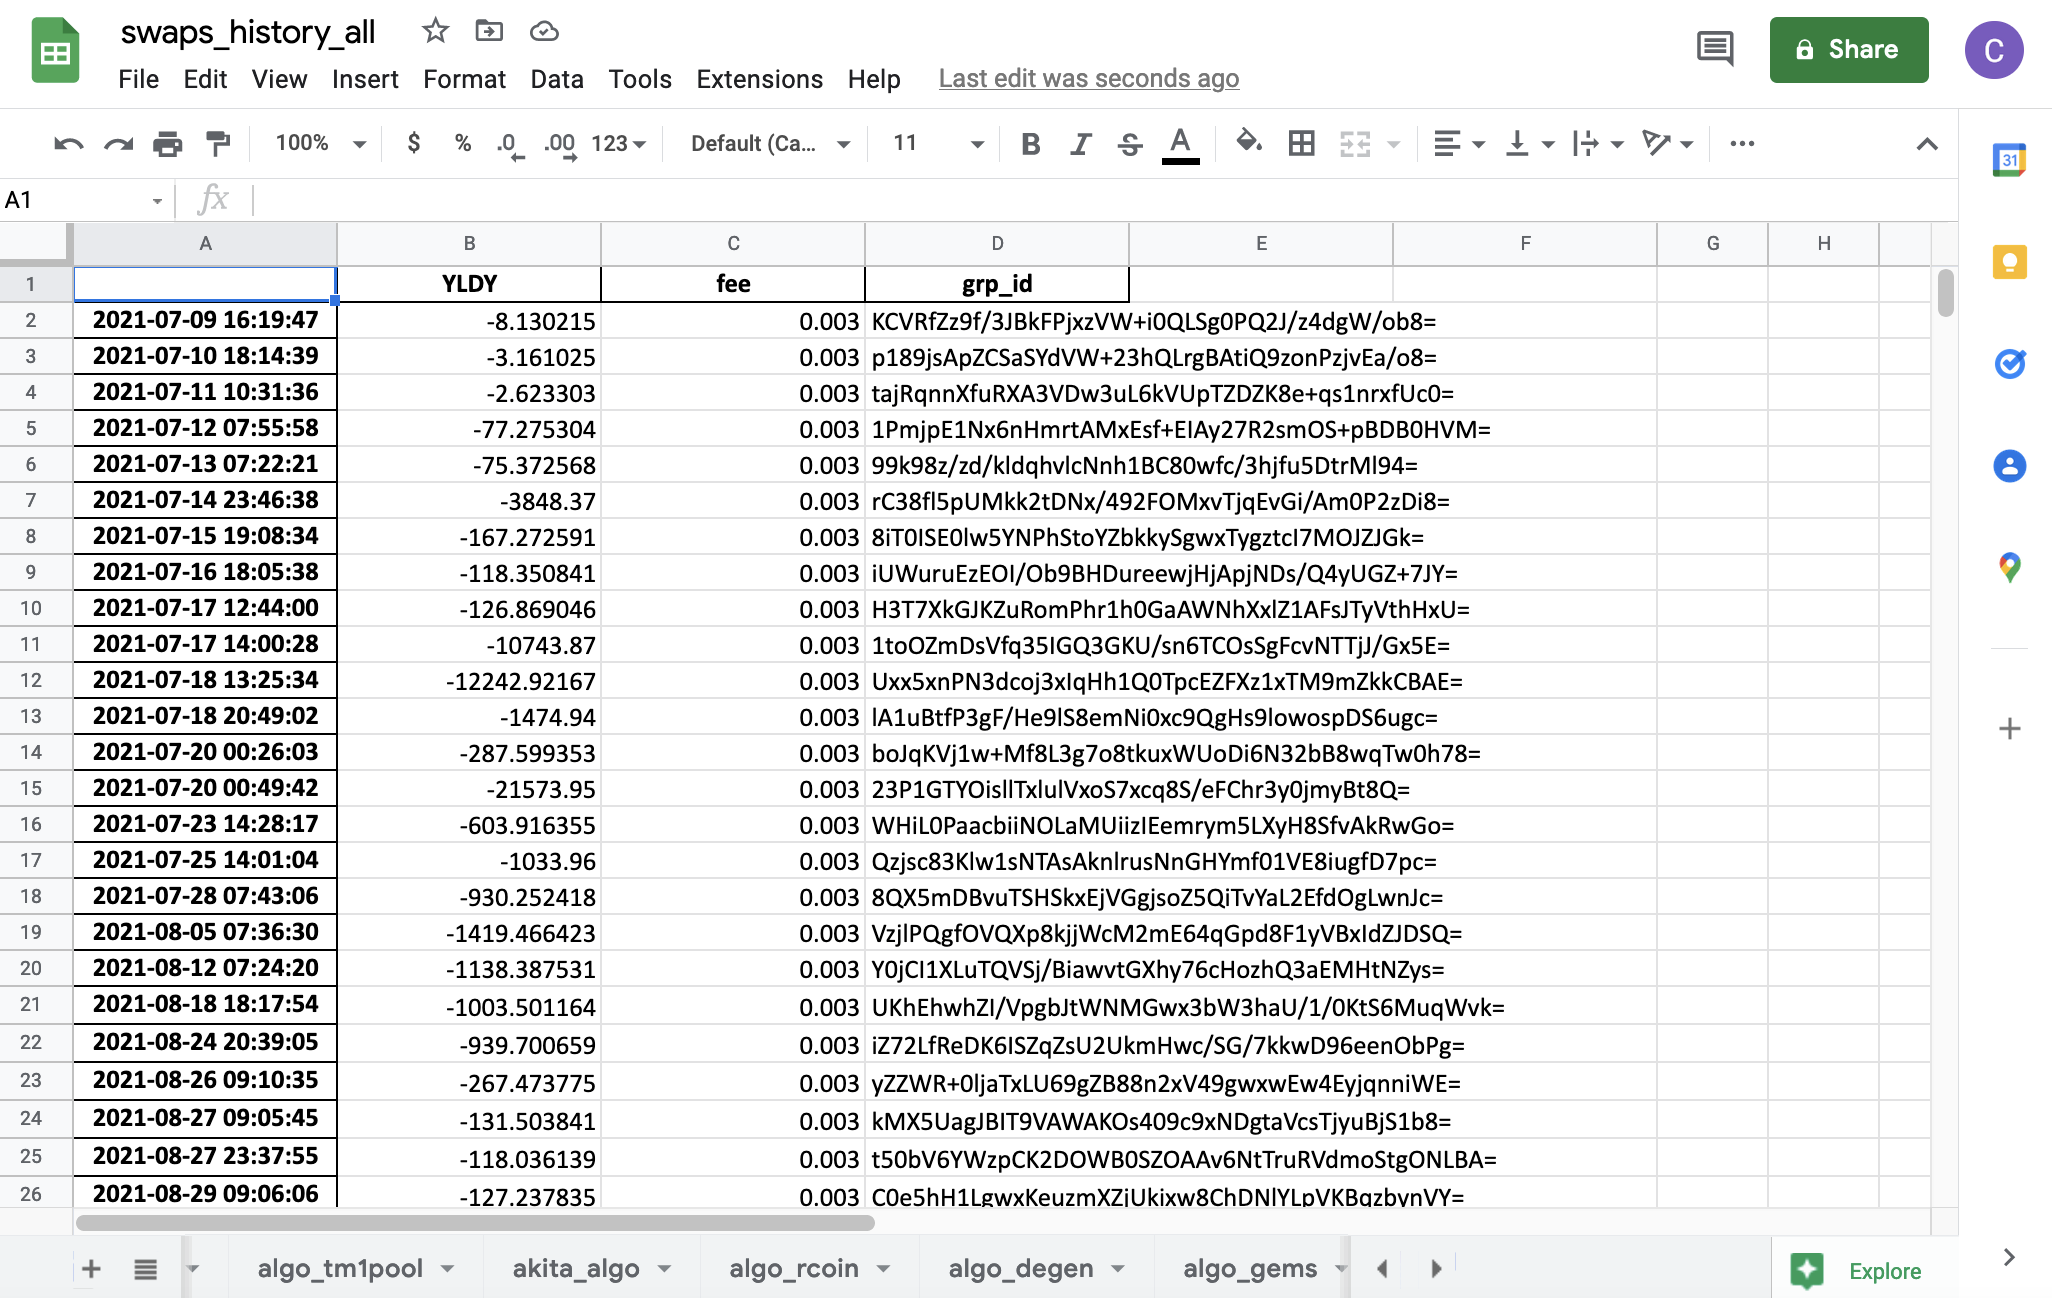 swaps_history_all
File Edit View Insert Format Data Tools Extensions Help Last edit was seconds ago
Share
C
100% $ % .0 .00 123 Default (Ca... 11 B I S A
31
A1 fx
A B C D E F G H
1 YLDY fee grp_id
2 2021-07-09 16:19:47 -8.130215 0.003 KCVRfZz9f/3JBkFPjxzVW+i0QLSg0PQ2J/z4dgW/ob8=
3 2021-07-10 18:14:39 -3.161025 0.003 p189jsApZCSaSYdVW+23hQLrgBAtiQ9zonPzjvEa/o8=
4 2021-07-11 10:31:36 -2.623303 0.003 tajRqnnXfuRXA3VDw3uL6kVUpTZDZK8e+qs1nrxfUc0=
5 2021-07-12 07:55:58 -77.275304 0.003 1PmjpE1Nx6nHmrtAMxEsf+EIAy27R2smOS+pBDB0HVM=
6 2021-07-13 07:22:21 -75.372568 0.003 99k98z/zd/kldqhvlcNnh1BC80wfc/3hjfu5DtrMl94=
7 2021-07-14 23:46:38 -3848.37 0.003 rC38fl5pUMkk2tDNx/492FOMxvTjqEvGi/Am0P2zDi8=
8 2021-07-15 19:08:34 -167.272591 0.003 8iT0ISE0lw5YNPhStoYZbkkySgwxTygztcI7MOJZJGk=
9 2021-07-16 18:05:38 -118.350841 0.003 iUWuruEzEOI/Ob9BHDureewjHjApjNDs/Q4yUGZ+7JY=
10 2021-07-17 12:44:00 -126.869046 0.003 H3T7XkGJKZuRomPhr1h0GaAWNhXxlZ1AFsJTyVthHxU=
11 2021-07-17 14:00:28 -10743.87 0.003 1toOZmDsVfq35IGQ3GKU/sn6TCOsSgFcvNTTjJ/Gx5E=
12 2021-07-18 13:25:34 -12242.92167 0.003 Uxx5xnPN3dcoj3xIqHh1Q0TpcEZFXz1xTM9mZkkCBAE=
13 2021-07-18 20:49:02 -1474.94 0.003 lA1uBtfP3gF/He9lS8emNi0xc9QgHs9lowospDS6ugc=
14 2021-07-20 00:26:03 -287.599353 0.003 boJqKVj1w+Mf8L3g7o8tkuxWUoDi6N32bB8wqTw0h78=
15 2021-07-20 00:49:42 -21573.95 0.003 23P1GTYOisllTxlulVxoS7xcq8S/eFChr3y0jmyBt8Q=
16 2021-07-23 14:28:17 -603.916355 0.003 WHiL0PaacbiiNOLaMUiizIEemrym5LXyH8SfvAkRwGo=
17 2021-07-25 14:01:04 -1033.96 0.003 Qzjsc83Klw1sNTAsAknlrusNnGHYmf01VE8iugfD7pc=
18 2021-07-28 07:43:06 -930.252418 0.003 8QX5mDBvuTSHSkxEjVGgjsoZ5QiTvYaL2EfdOgLwnJc=
19 2021-08-05 07:36:30 -1419.466423 0.003 VzjlPQgfOVQXp8kjjWcM2mE64qGpd8F1yVBxIdZJDSQ=
20 2021-08-12 07:24:20 -1138.387531 0.003 Y0jCI1XLuTQVSj/BiawvtGXhy76cHozhQ3aEMHtNZys=
21 2021-08-18 18:17:54 -1003.501164 0.003 UKhEhwhZI/VpgbJtWNMGwx3bW3haU/1/0KtS6MuqWvk=
22 2021-08-24 20:39:05 -939.700659 0.003 iZ72LfReDK6ISZqZsU2UkmHwc/SG/7kkwD96eenObPg=
23 2021-08-26 09:10:35 -267.473775 0.003 yZZWR+0ljaTxLU69gZB88n2xV49gwxwEw4EyjqnniWE=
24 2021-08-27 09:05:45 -131.503841 0.003 kMX5UagJBIT9VAWAKOs409c9xNDgtaVcsTjyuBjS1b8=
25 2021-08-27 23:37:55 -118.036139 0.003 t50bV6YWzpCK2DOWB0SZOAAv6NtTruRVdmoStgONLBA=
26 2021-08-29 09:06:06 -127.237835 0.003 C0e5hH1LgwxKeuzmXZjUkixw8ChDNlYLpVKBqzbvnVY=
algo_tm1pool akita_algo algo_rcoin algo_degen algo_gems Explore